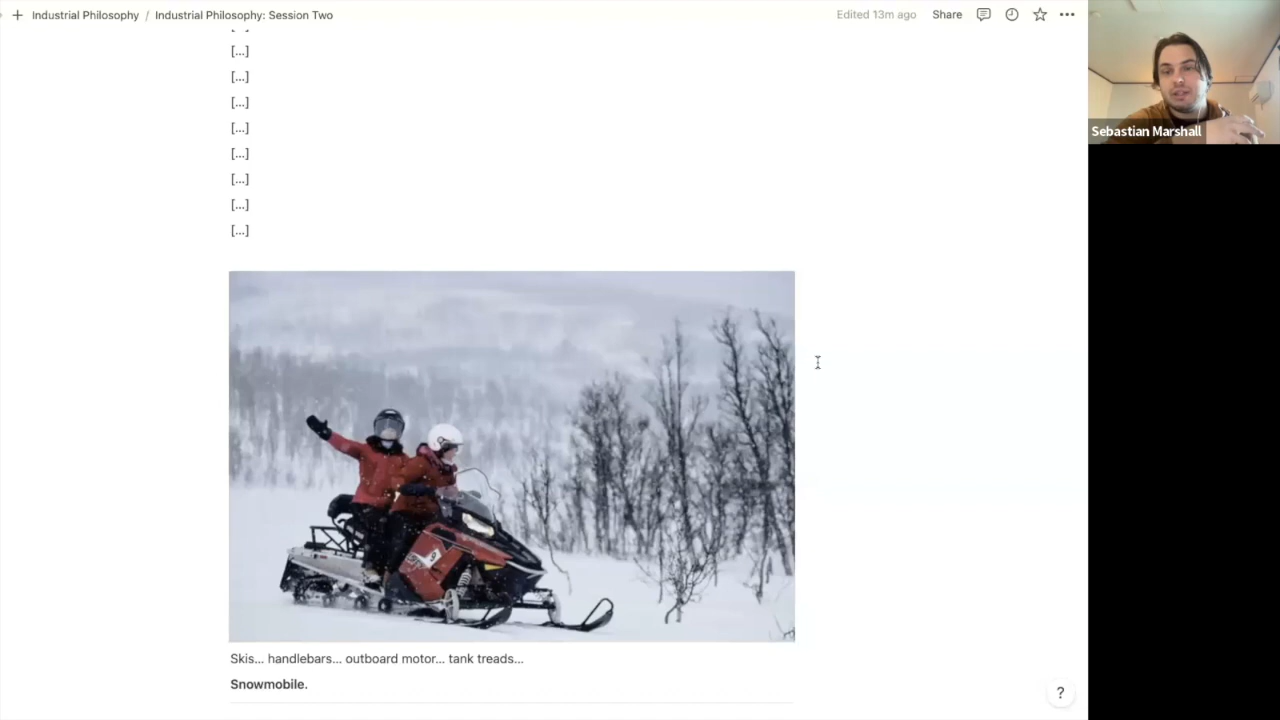 Industrial Philosophy / Industrial Philosophy: Session Two
Edited 13m ago Share
[...]
[...]
[...]
[...]
[...]
[...]
[...]
[...]
Sebastian Marshall
Skis... handlebars... outboard motor... tank treads...
Snowmobile.
?